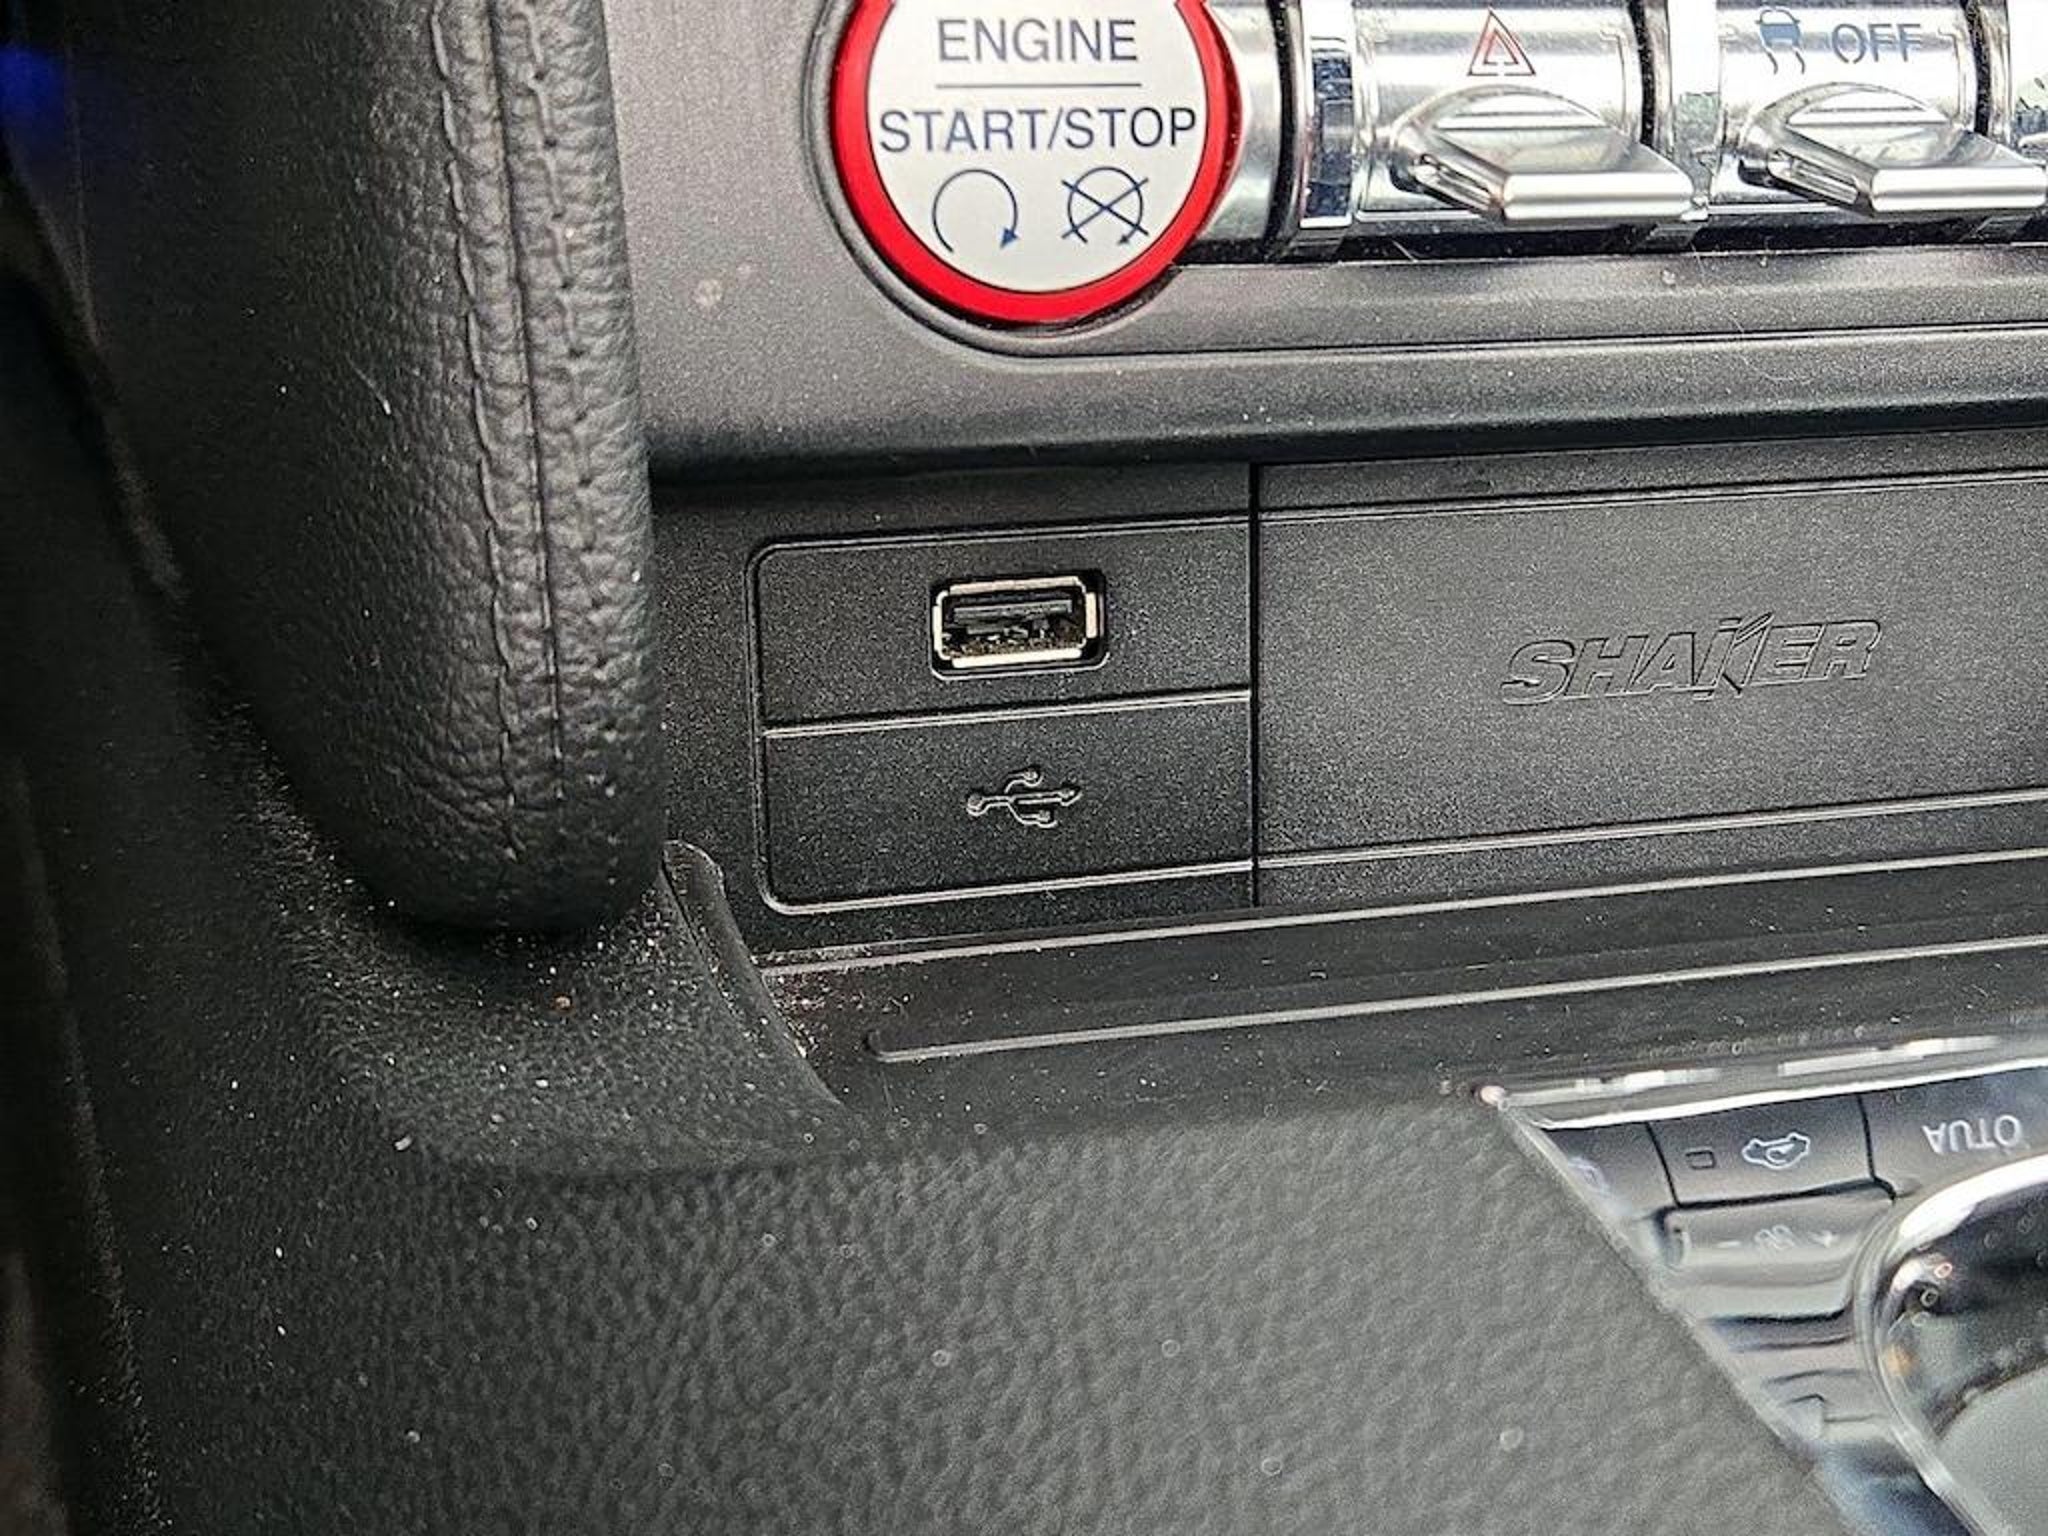 ENGINE
START/STOP
OFF
SHAKER
AUTO